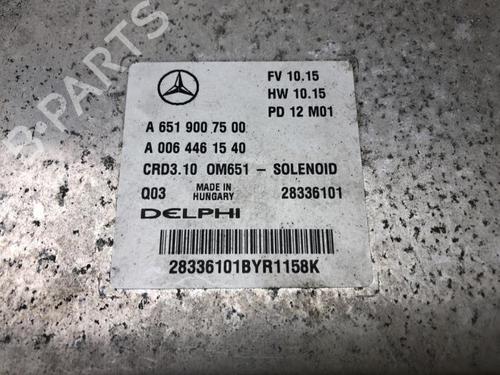 B-PARTS
FV 10.15
HW 10.15
PD 12 M01
A 651 900 75 00
A 006 446 15 40
CRD3.10 OM651 - SOLENOID
Q03 MADE IN HUNGARY 28336101
DELPHI
28336101BYR1158K